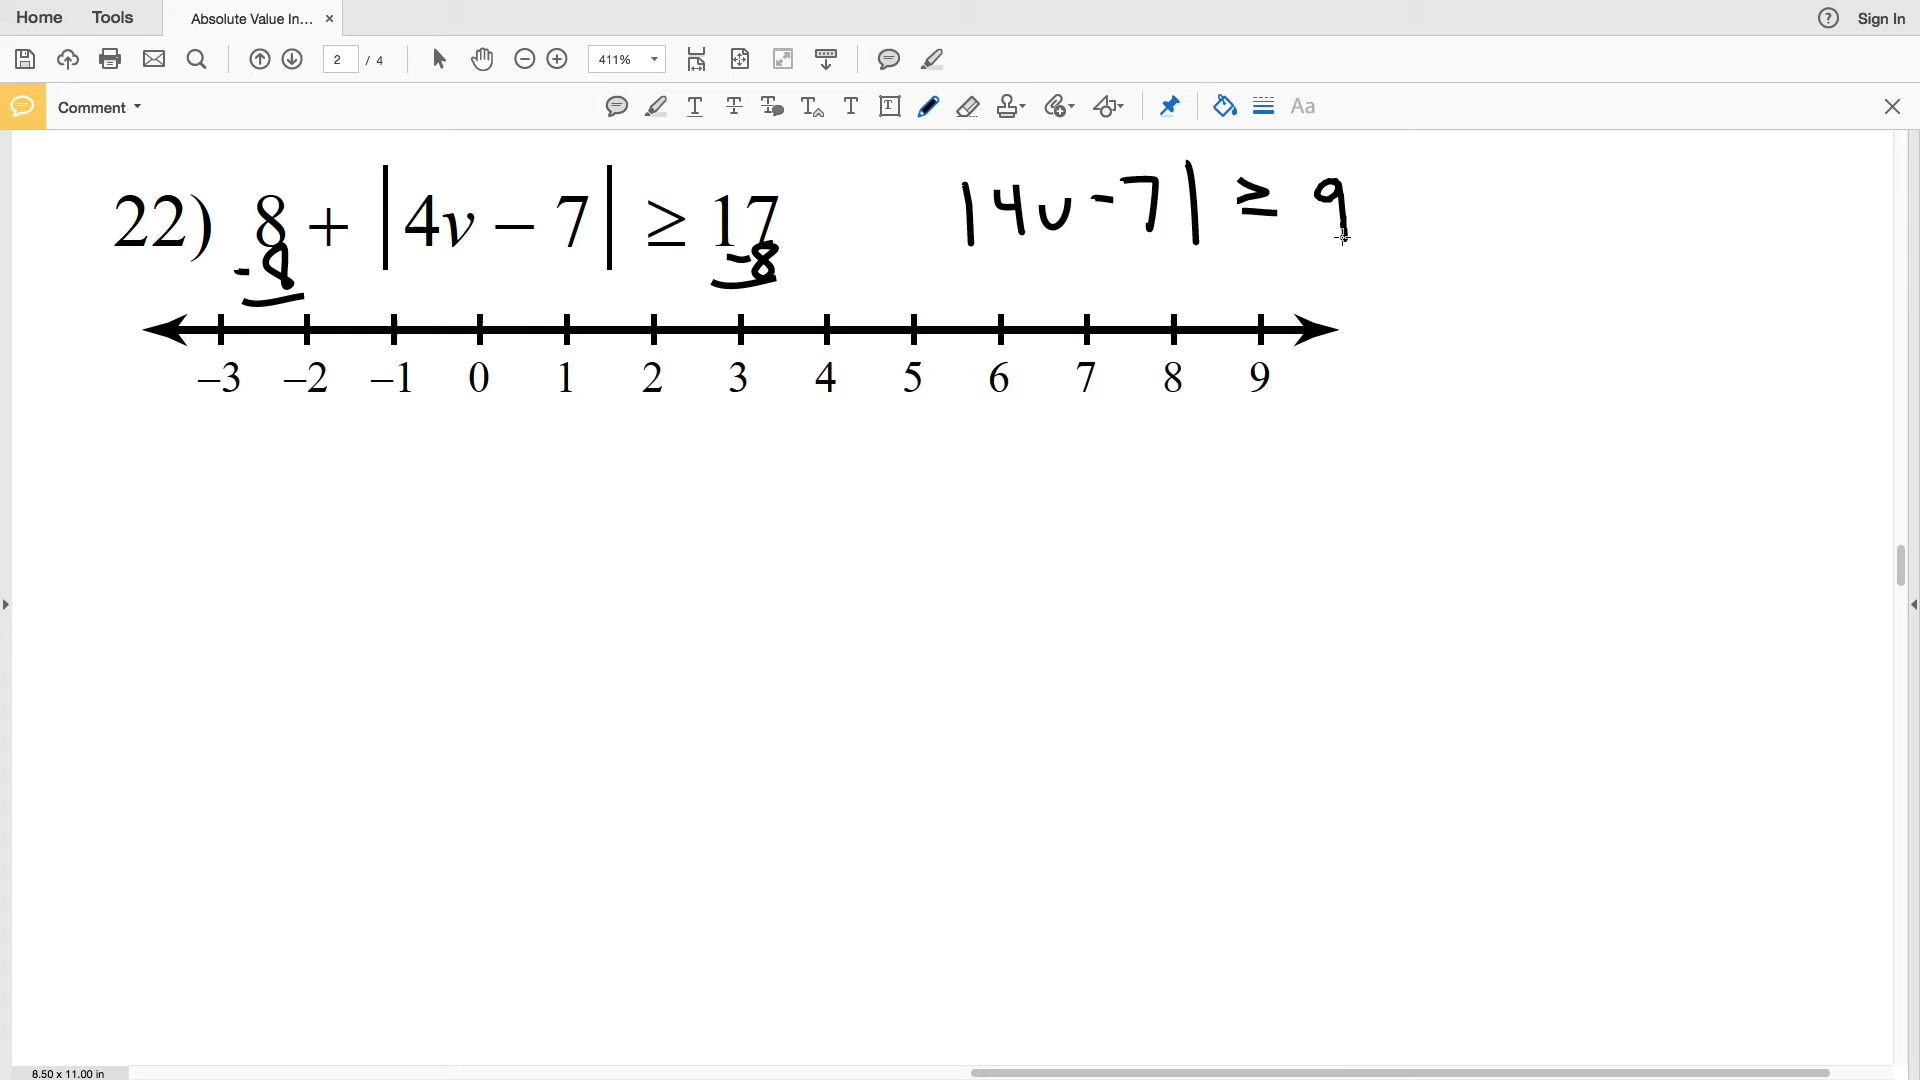 Home Tools Absolute Value In... × ? Sign In
2 / 4 411%
Comment Aa
22) 8 + |4v − 7| ≥ 17 |4v - 7| ≥ 9
-8 -8
–3 –2 –1 0 1 2 3 4 5 6 7 8 9
8.50 x 11.00 in